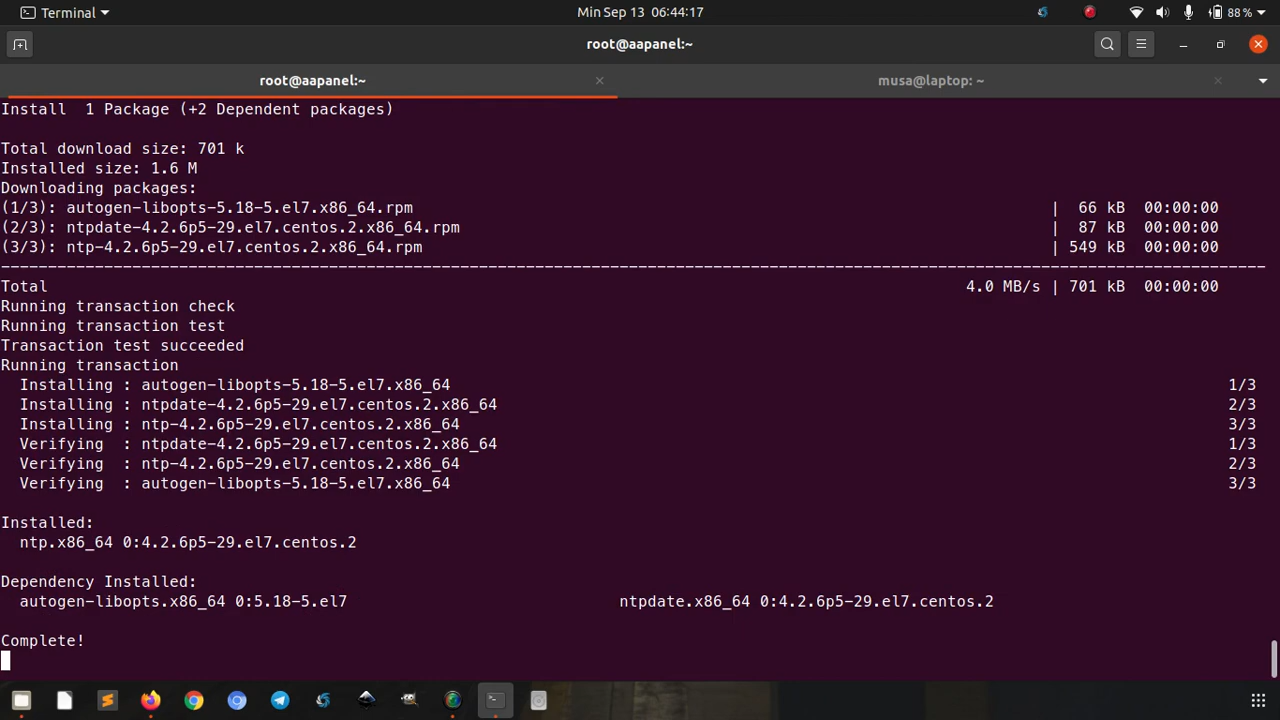 Terminal
Min Sep 13 06:44:17
88 %
root@aapanel:~
root@aapanel:~
musa@laptop: ~
Install  1 Package (+2 Dependent packages)
Total download size: 701 k
Installed size: 1.6 M
Downloading packages:
(1/3): autogen-libopts-5.18-5.el7.x86_64.rpm | 66 kB 00:00:00
(2/3): ntpdate-4.2.6p5-29.el7.centos.2.x86_64.rpm | 87 kB 00:00:00
(3/3): ntp-4.2.6p5-29.el7.centos.2.x86_64.rpm | 549 kB 00:00:00
--------------------------------------------------------------------------------
Total 4.0 MB/s | 701 kB 00:00:00
Running transaction check
Running transaction test
Transaction test succeeded
Running transaction
Installing : autogen-libopts-5.18-5.el7.x86_64 1/3
Installing : ntpdate-4.2.6p5-29.el7.centos.2.x86_64 2/3
Installing : ntp-4.2.6p5-29.el7.centos.2.x86_64 3/3
Verifying  : ntpdate-4.2.6p5-29.el7.centos.2.x86_64 1/3
Verifying  : ntp-4.2.6p5-29.el7.centos.2.x86_64 2/3
Verifying  : autogen-libopts-5.18-5.el7.x86_64 3/3
Installed:
ntp.x86_64 0:4.2.6p5-29.el7.centos.2
Dependency Installed:
autogen-libopts.x86_64 0:5.18-5.el7 ntpdate.x86_64 0:4.2.6p5-29.el7.centos.2
Complete!